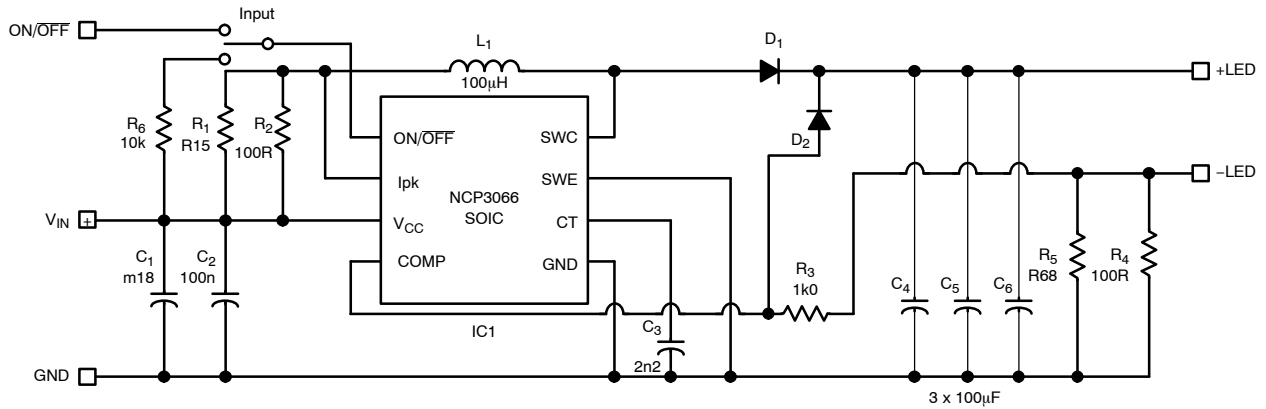 Input
ON/OFF
L1
100μH
D1
+LED
R6
10k
R1
R15
R2
100R
ON/OFF
SWC
D2
Ipk
NCP3066
SOIC
SWE
−LED
VIN
+
VCC
CT
C1
m18
C2
100n
COMP
GND
R3
1k0
C4
C5
C6
R5
R68
R4
100R
IC1
C3
2n2
GND
3 x 100μF